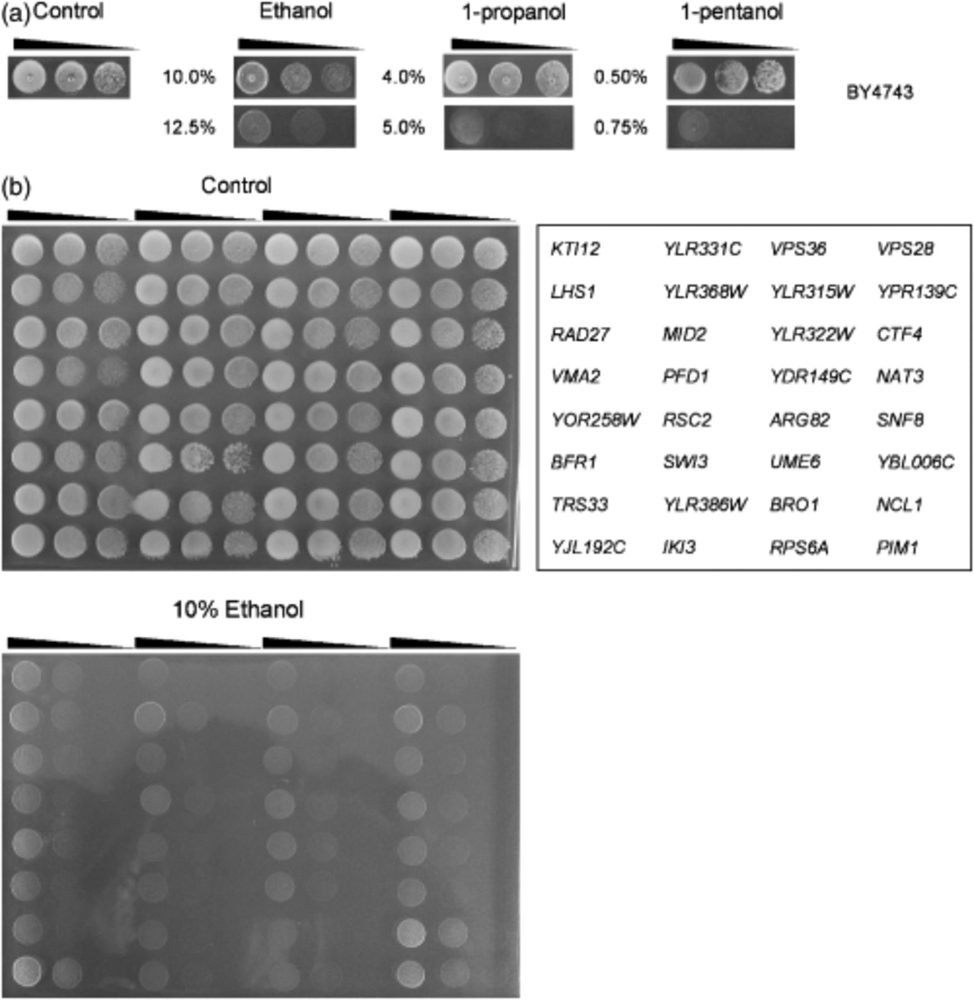 (a) Control Ethanol 1-propanol 1-pentanol
10.0% 4.0% 0.50%
BY4743
12.5% 5.0% 0.75%
(b) Control
KTI12 YLR331C VPS36 VPS28
LHS1 YLR368W YLR315W YPR139C
RAD27 MID2 YLR322W CTF4
VMA2 PFD1 YDR149C NAT3
YOR258W RSC2 ARG82 SNF8
BFR1 SWI3 UME6 YBL006C
TRS33 YLR386W BRO1 NCL1
YJL192C IKI3 RPS6A PIM1
10% Ethanol